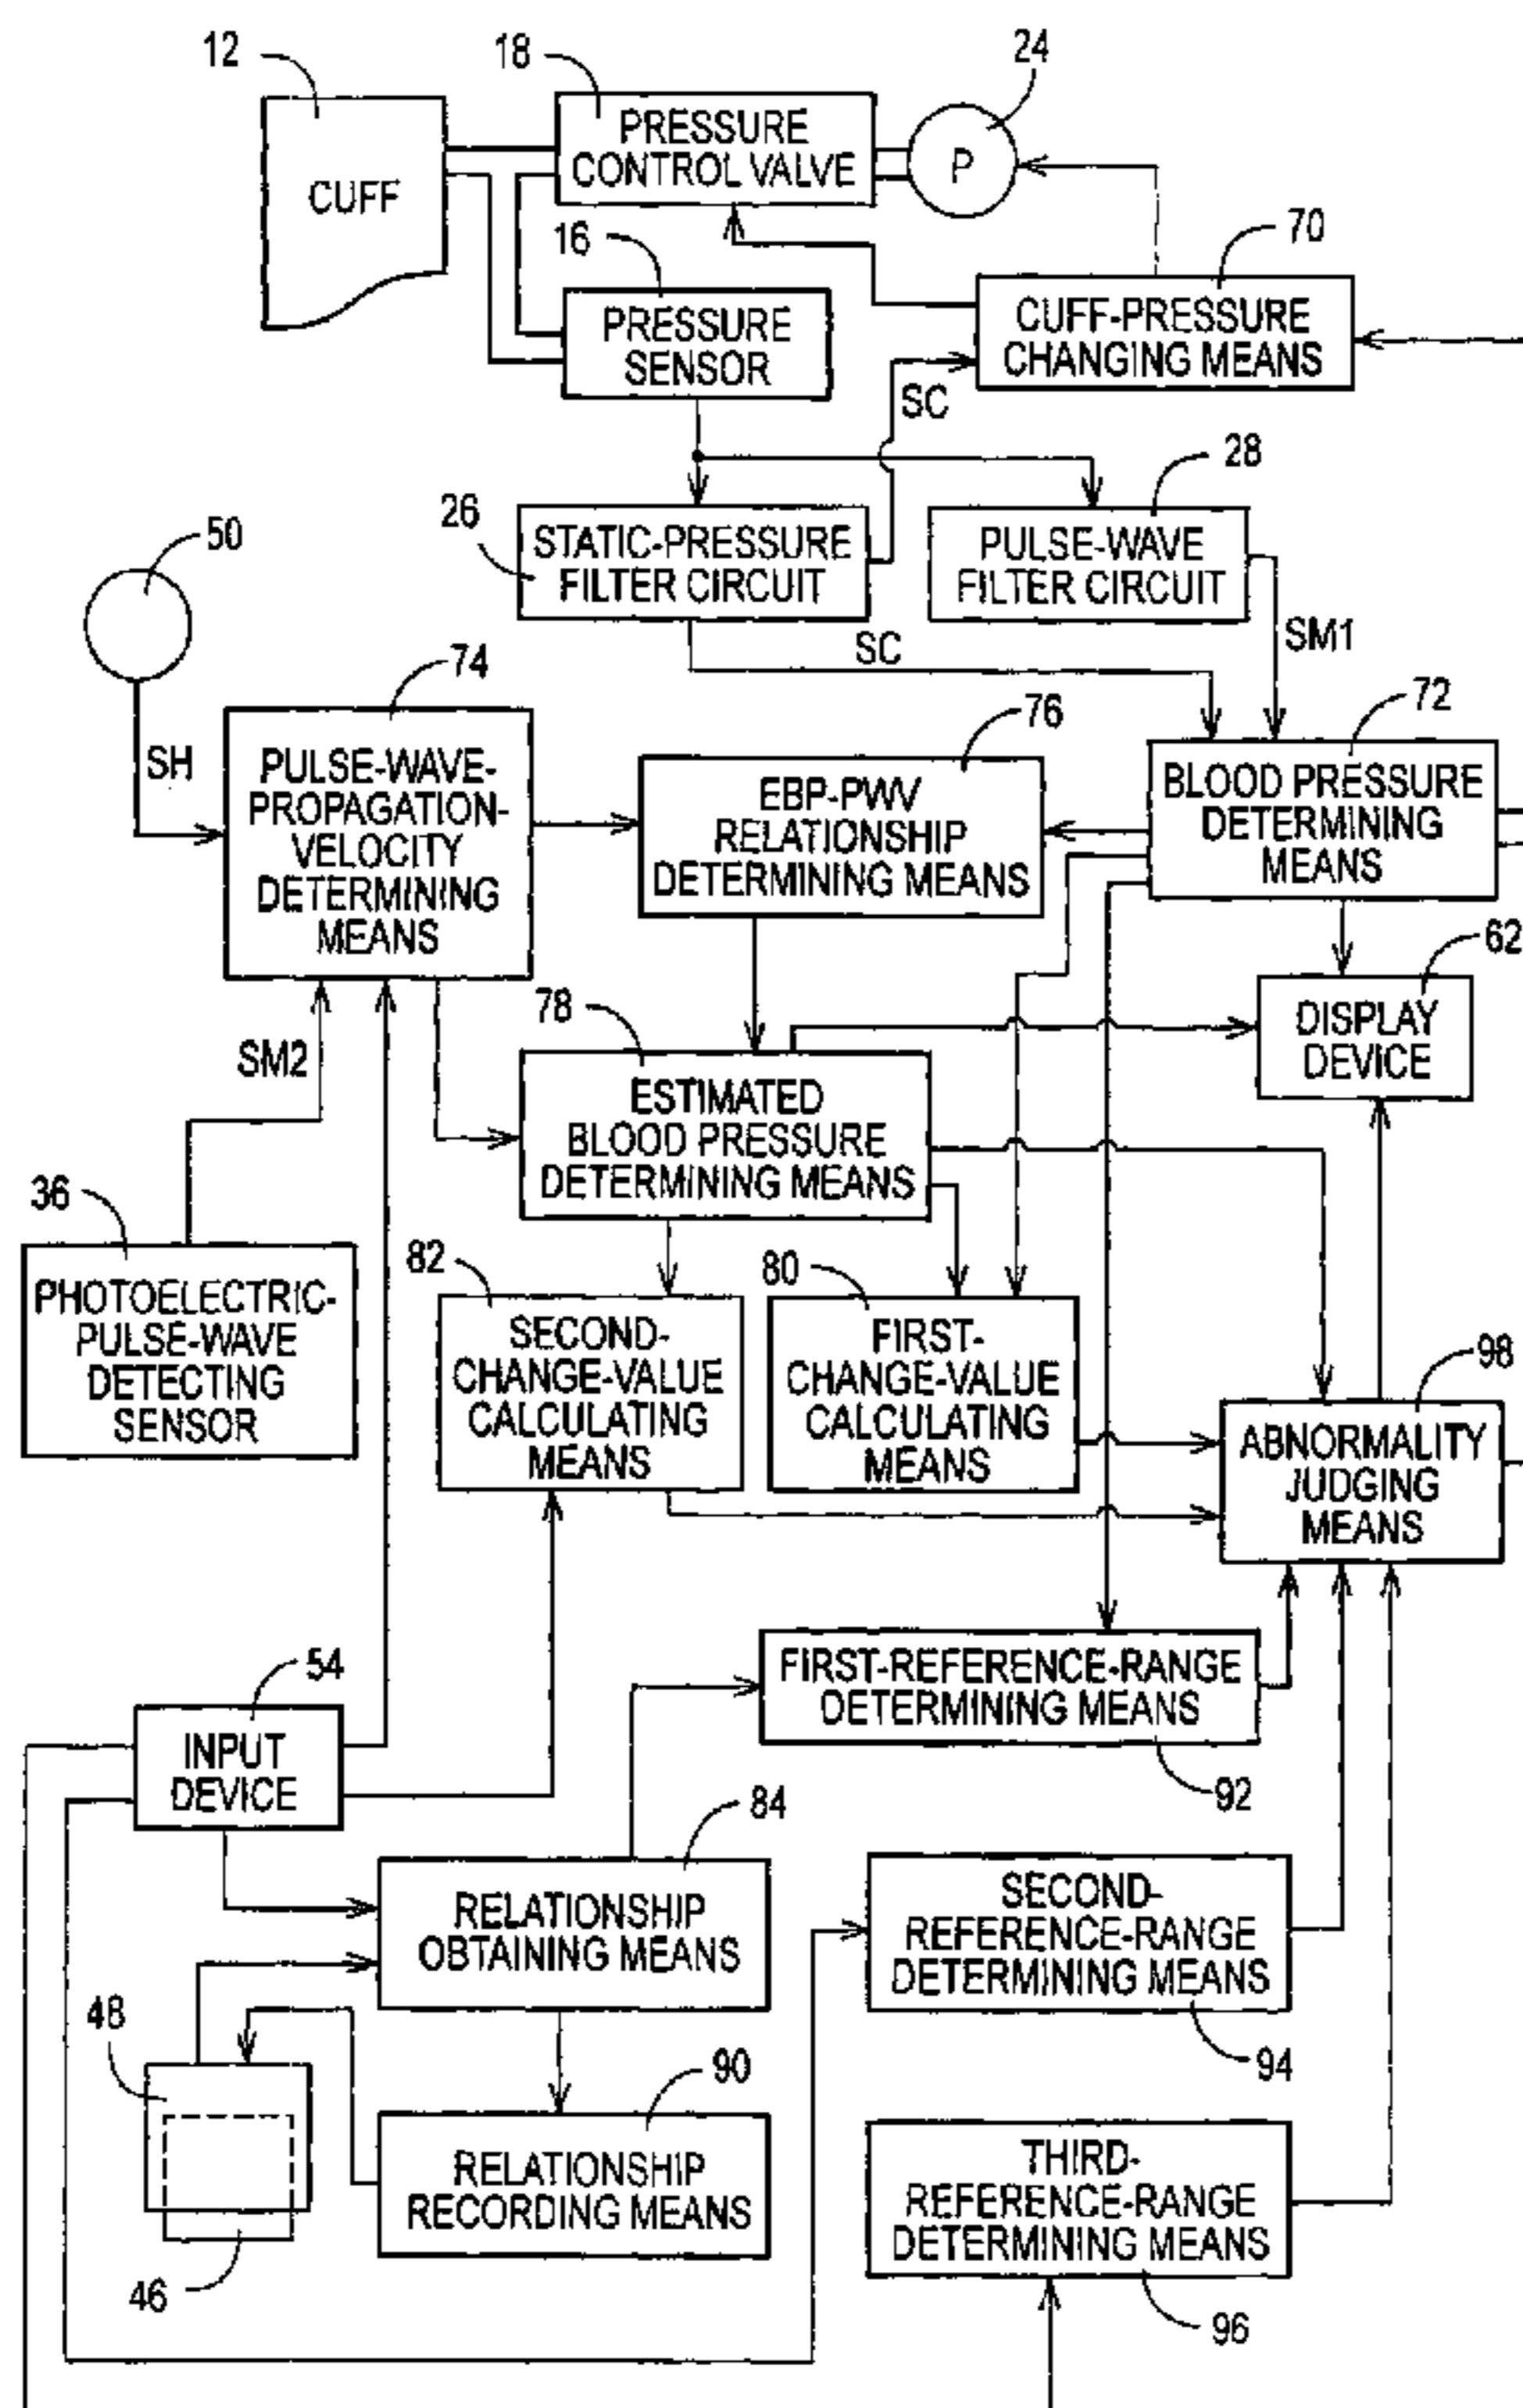 12
18
24
PRESSURE
CONTROL VALVE
P
CUFF
16
70
PRESSURE
SENSOR
CUFF-PRESSURE
CHANGING MEANS
SC
28
26
50
STATIC-PRESSURE
FILTER CIRCUIT
PULSE-WAVE
FILTER CIRCUIT
SC
SM1
74
76
72
SH
PULSE-WAVE-
PROPAGATION-
VELOCITY
DETERMINING
MEANS
EBP-PWV
RELATIONSHIP
DETERMINING MEANS
BLOOD PRESSURE
DETERMINING
MEANS
62
78
DISPLAY
DEVICE
SM2
ESTIMATED
BLOOD PRESSURE
DETERMINING MEANS
36
82
80
PHOTOELECTRIC-
PULSE-WAVE
DETECTING
SENSOR
SECOND-
CHANGE-VALUE
CALCULATING
MEANS
FIRST-
CHANGE-VALUE
CALCULATING
MEANS
98
ABNORMALITY
JUDGING
MEANS
54
FIRST-REFERENCE-RANGE
DETERMINING MEANS
INPUT
DEVICE
92
84
RELATIONSHIP
OBTAINING MEANS
SECOND-
REFERENCE-RANGE
DETERMINING MEANS
48
94
90
RELATIONSHIP
RECORDING MEANS
THIRD-
REFERENCE-RANGE
DETERMINING MEANS
46
96